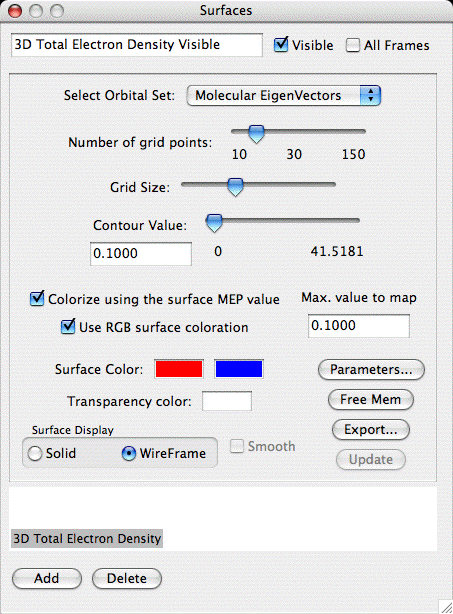 Surfaces
3D Total Electron Density Visible
Visible
All Frames
Select Orbital Set: Molecular EigenVectors
Number of grid points:
10 30 150
Grid Size:
Contour Value:
0.1000 0 41.5181
Colorize using the surface MEP value Max. value to map
Use RGB surface coloration 0.1000
Surface Color: Parameters...
Transparency color: Free Mem
Surface Display Export...
Solid WireFrame Smooth Update
3D Total Electron Density
Add Delete